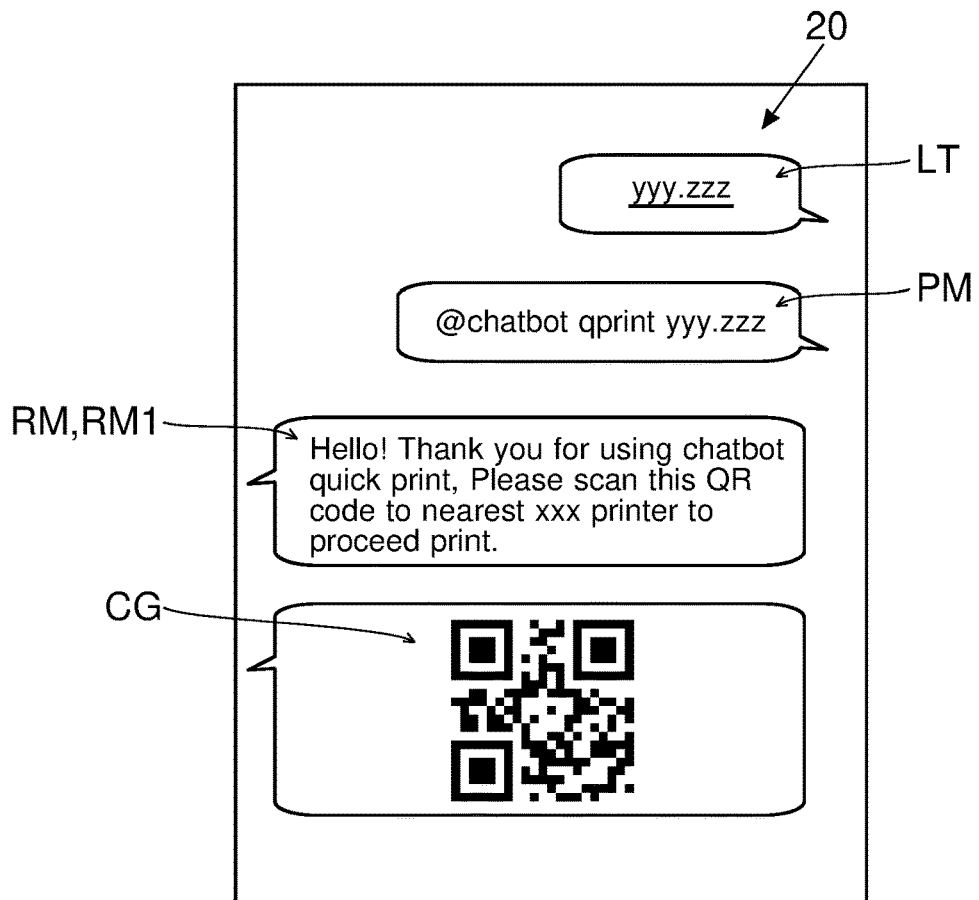 20
LT
yyy.zzz
PM
@chatbot qprint yyy.zzz
RM,RM1
Hello! Thank you for using chatbot
quick print, Please scan this QR
code to nearest xxx printer to
proceed print.
CG